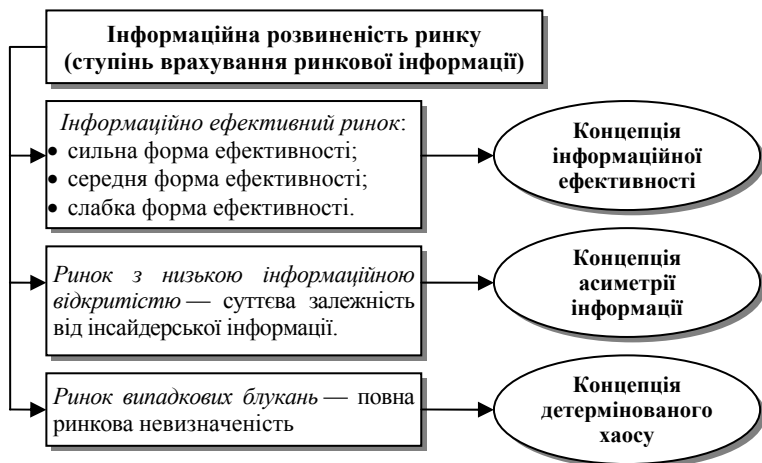 Інформаційна розвиненість ринку
(ступінь врахування ринкової інформації)
Інформаційно ефективний ринок:
• сильна форма ефективності;
• середня форма ефективності;
• слабка форма ефективності.
Концепція
інформаційної
ефективності
Ринок з низькою інформаційною
відкритістю — суттєва залежність
від інсайдерської інформації.
Концепція
асиметрії
інформації
Ринок випадкових блукань — повна
ринкова невизначеність
Концепція
детермінованого
хаосу